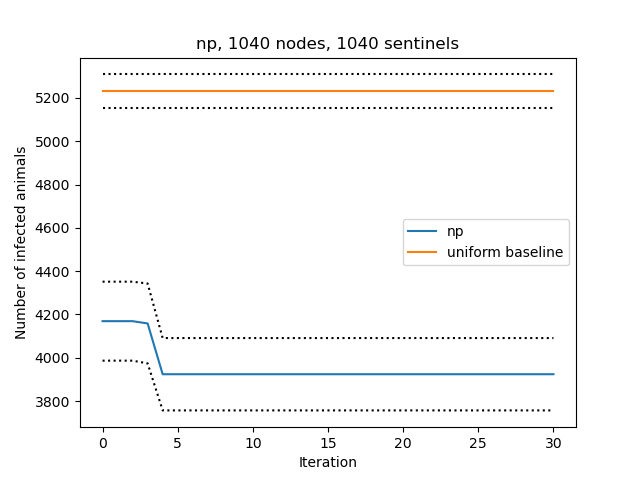 np, 1040 nodes, 1040 sentinels
Number of infected animals
5200
5000
4800
4600
4400
4200
4000
3800
np
uniform baseline
0 5 10 15 20 25 30
Iteration